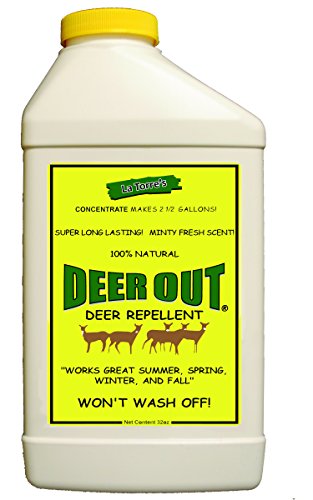 La Torre's
CONCENTRATE MAKES 2 1/2 GALLONS!
SUPER LONG LASTING! MINTY FRESH SCENT!
100% NATURAL
DEER OUT®
DEER REPELLENT
"WORKS GREAT SUMMER, SPRING,
WINTER, AND FALL"
WON'T WASH OFF!
Net Content 32oz